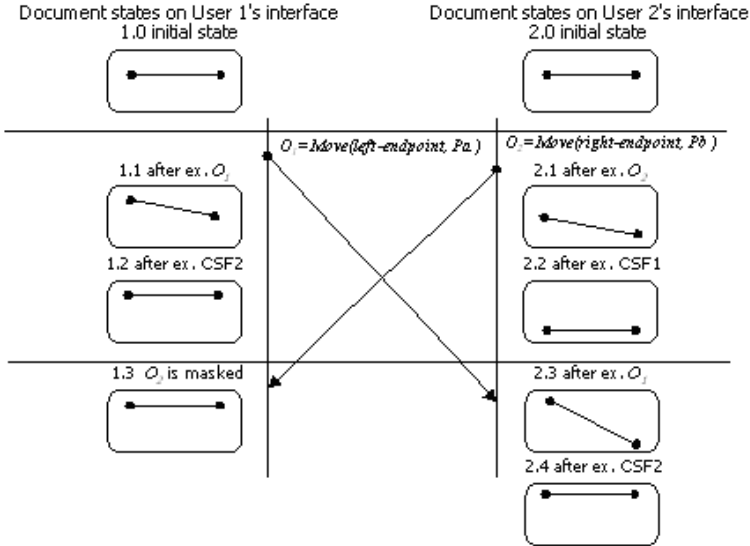 Document states on User 1's interface
1.0 initial state
Document states on User 2's interface
2.0 initial state
O1=Move(left-endpoint, Pa )
O2=Move(right-endpoint, Pb )
1.1 after ex. O1
2.1 after ex. O2
1.2 after ex. CSF2
2.2 after ex. CSF1
1.3 O2 is masked
2.3 after ex. O1
2.4 after ex. CSF2